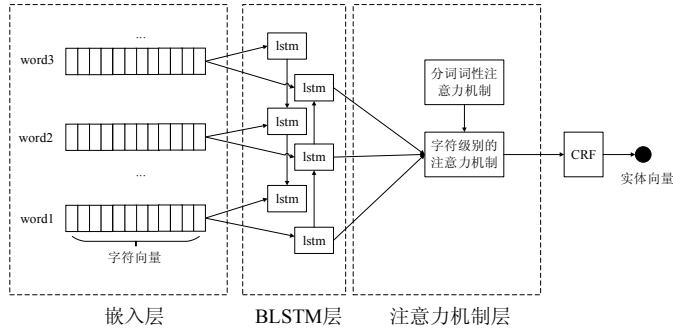 ...
word3
lstm
lstm
分词词性注
意力机制
word2
lstm
lstm
字符级别的
注意力机制
CRF
实体向量
...
word1
lstm
lstm
字符向量
嵌入层
BLSTM层
注意力机制层